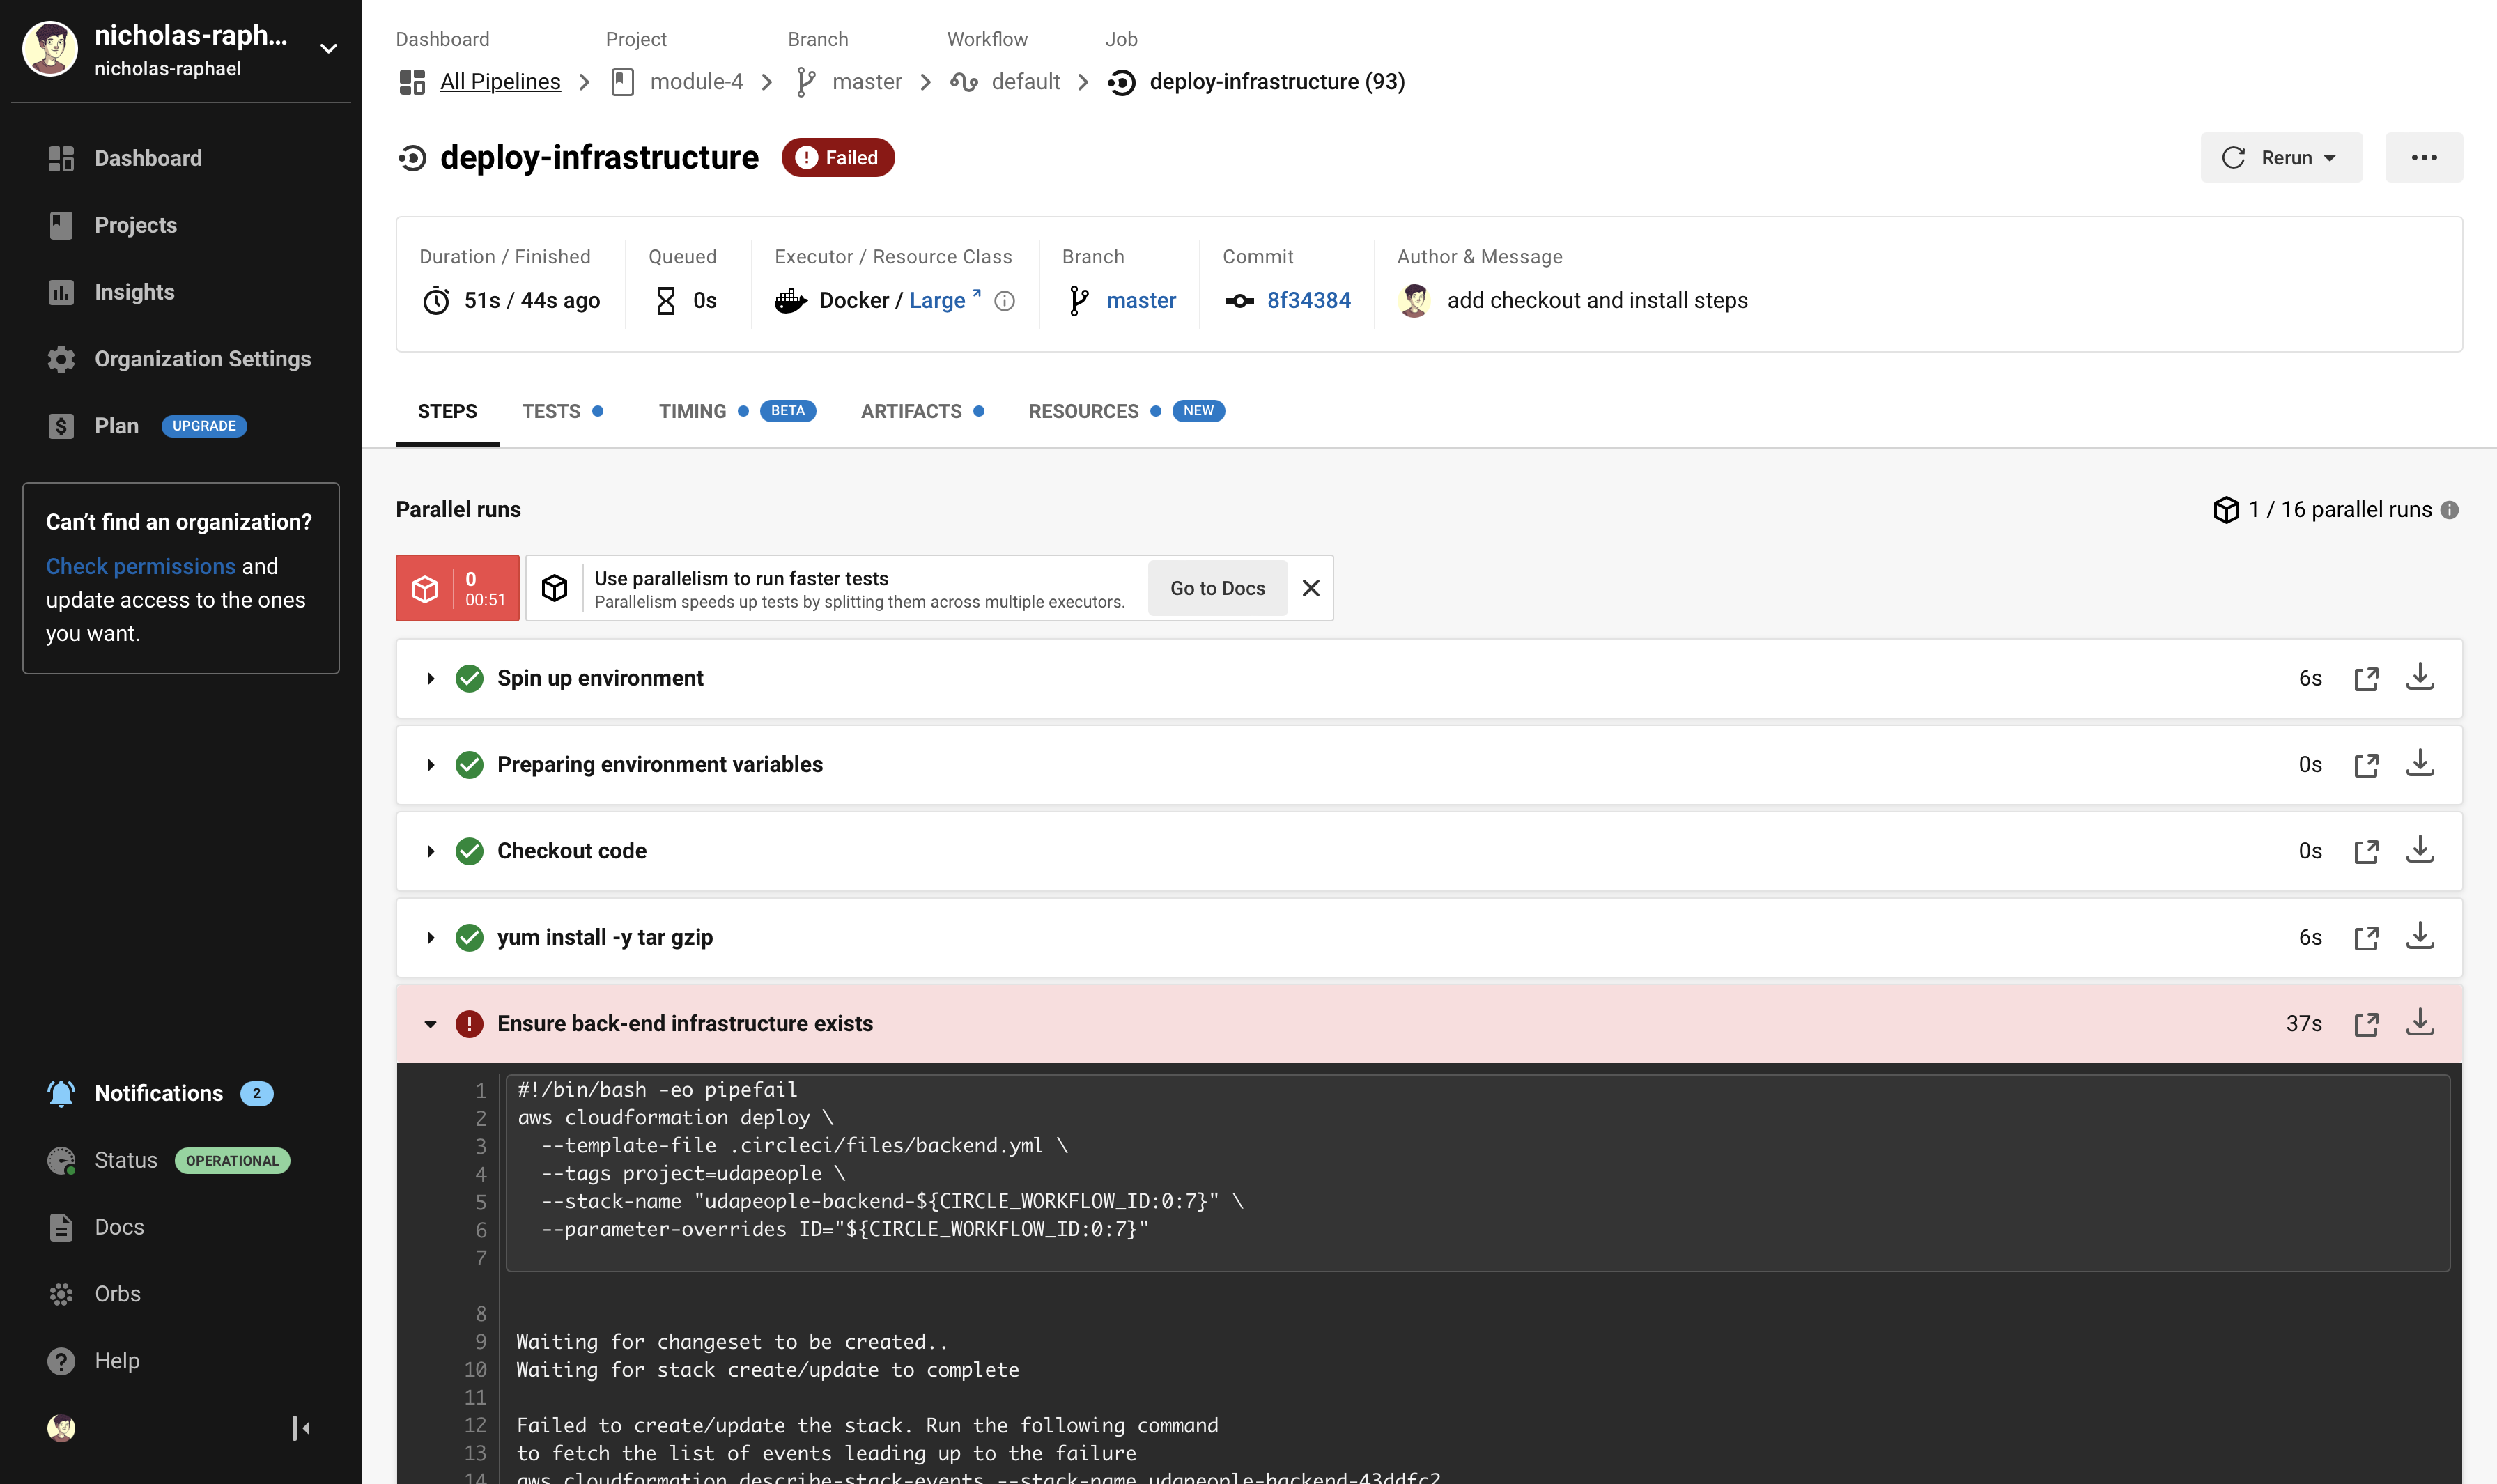 nicholas-raph...
nicholas-raphael
Dashboard
Projects
Insights
Organization Settings
Plan UPGRADE
Can't find an organization?
Check permissions and
update access to the ones
you want.
Notifications 2
Status OPERATIONAL
Docs
Orbs
Help
Dashboard Project Branch Workflow Job
All Pipelines module-4 master default deploy-infrastructure (93)
deploy-infrastructure Failed
Rerun
Duration / Finished Queued Executor / Resource Class Branch Commit Author & Message
51s / 44s ago 0s Docker / Large master 8f34384 add checkout and install steps
STEPS TESTS TIMING BETA ARTIFACTS RESOURCES NEW
Parallel runs
1 / 16 parallel runs
0
00:51
Use parallelism to run faster tests
Parallelism speeds up tests by splitting them across multiple executors.
Go to Docs
Spin up environment 6s
Preparing environment variables 0s
Checkout code 0s
yum install -y tar gzip 6s
Ensure back-end infrastructure exists 37s
1 #!/bin/bash -eo pipefail
2 aws cloudformation deploy \
3 --template-file .circleci/files/backend.yml \
4 --tags project=udapeople \
5 --stack-name "udapeople-backend-${CIRCLE_WORKFLOW_ID:0:7}" \
6 --parameter-overrides ID="${CIRCLE_WORKFLOW_ID:0:7}"
7
8
9 Waiting for changeset to be created..
10 Waiting for stack create/update to complete
11
12 Failed to create/update the stack. Run the following command
13 to fetch the list of events leading up to the failure
14 aws cloudformation describe-stack-events --stack-name udapeople-backend-43ddfc2